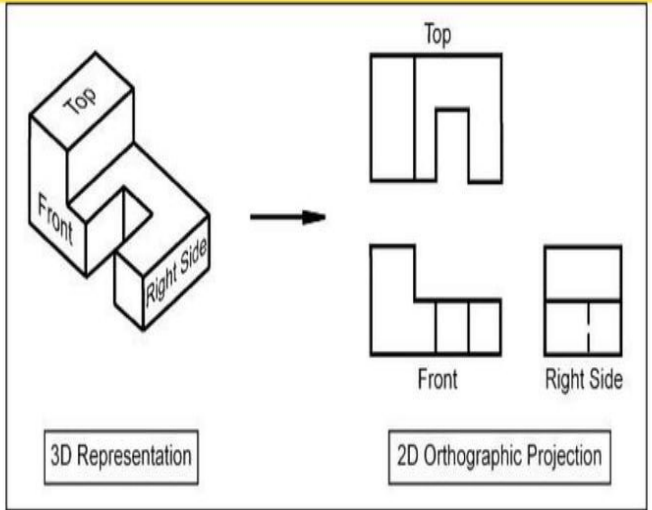 Top
Front
Right Side
Top
Front
Right Side
3D Representation
2D Orthographic Projection